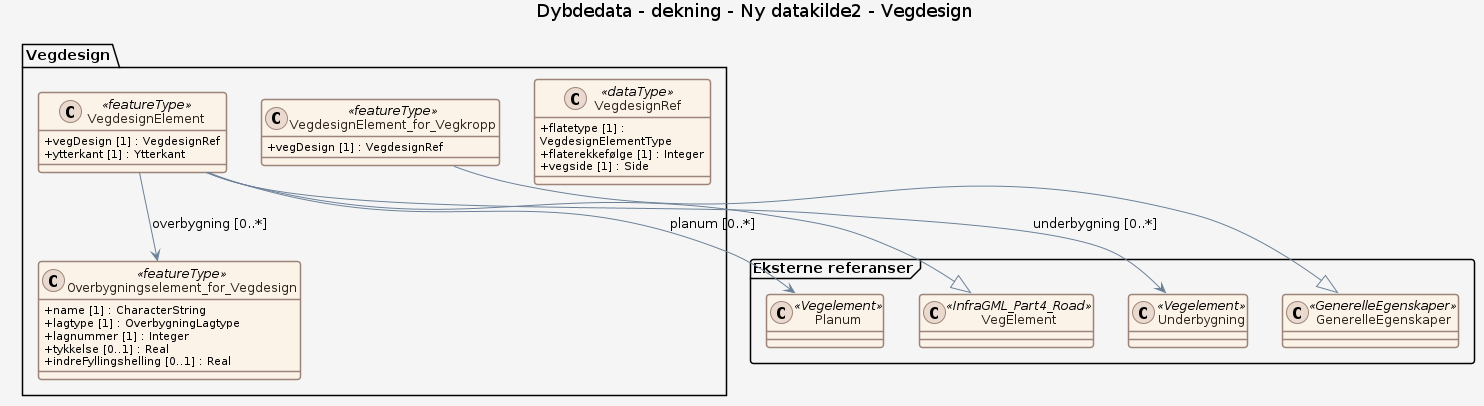 Dybdedata - dekning - Ny datakilde2 - Vegdesign
Vegdesign
C
«featureType»
VegdesignElement
+vegDesign [1] : VegdesignRef
+ytterkant [1] : Ytterkant
C
«featureType»
VegdesignElement_for_Vegkropp
+vegDesign [1] : VegdesignRef
C
«dataType»
VegdesignRef
+flatetype [1] :
VegdesignElementType
+flaterekkefølge [1] : Integer
+vegside [1] : Side
overbygning [0..*]
planum [0..*]
underbygning [0..*]
C
«featureType»
Overbygningselement_for_Vegdesign
+name [1] : CharacterString
+lagtype [1] : OverbygningLagtype
+lagnummer [1] : Integer
+tykkelse [0..1] : Real
+indreFyllingshelling [0..1] : Real
Eksterne referanser
C
«Vegelement»
Planum
C
«InfraGML_Part4_Road»
VegElement
C
«Vegelement»
Underbygning
C
«GenerelleEgenskaper»
GenerelleEgenskaper